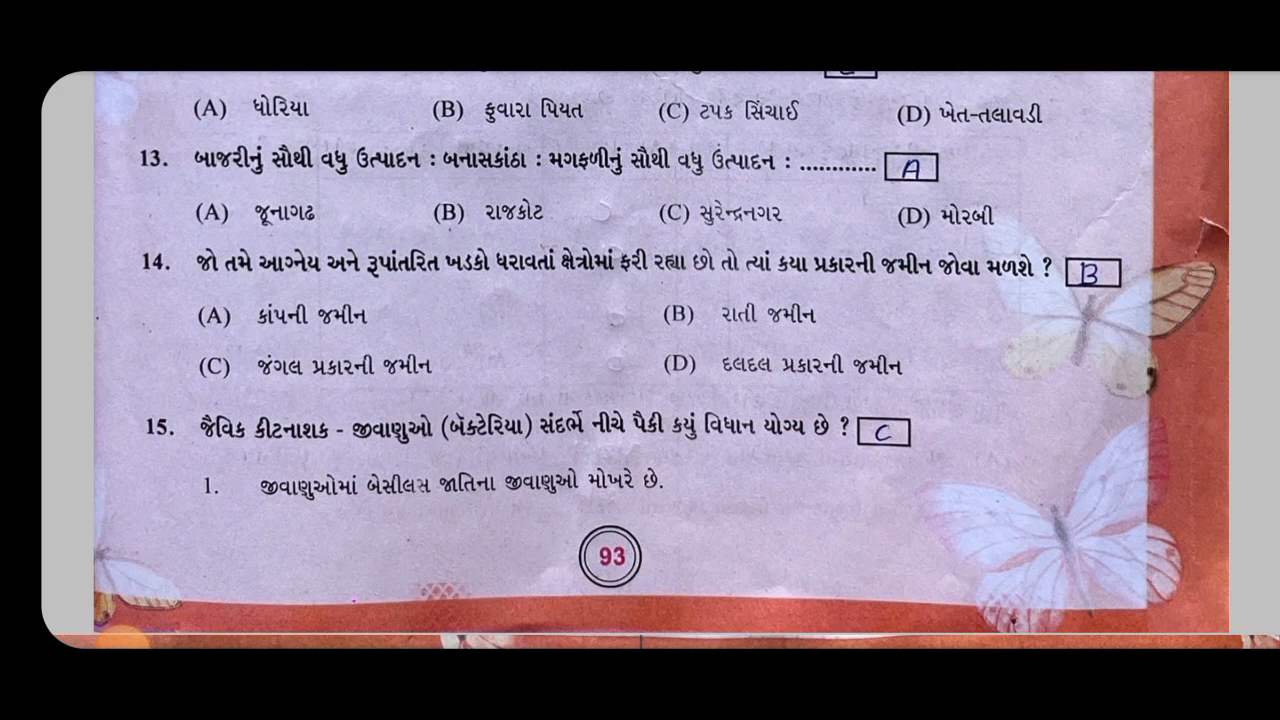 (A) ધોરિયા (B) ફુવારા પિયત (C) ટપક સિંચાઈ (D) ખેત-તલાવડી
13. બાજરીનું સૌથી વધુ ઉત્પાદન : બનાસકાંઠા : મગફળીનું સૌથી વધુ ઉત્પાદન : ............ A
(A) જૂનાગઢ (B) રાજકોટ (C) સુરેન્દ્રનગર (D) મોરબી
14. જો તમે આગ્નેય અને રૂપાંતરિત ખડકો ધરાવતાં ક્ષેત્રોમાં ફરી રહ્યા છો તો ત્યાં કયા પ્રકારની જમીન જોવા મળશે ? B
(A) કાંપની જમીન (B) રાતી જમીન
(C) જંગલ પ્રકારની જમીન (D) દલદલ પ્રકારની જમીન
15. જૈવિક કીટનાશક - જીવાણુઓ (બૅક્ટેરિયા) સંદર્ભે નીચે પૈકી કયું વિધાન યોગ્ય છે ? C
1. જીવાણુઓમાં બેસીલસ જાતિના જીવાણુઓ મોખરે છે.
93